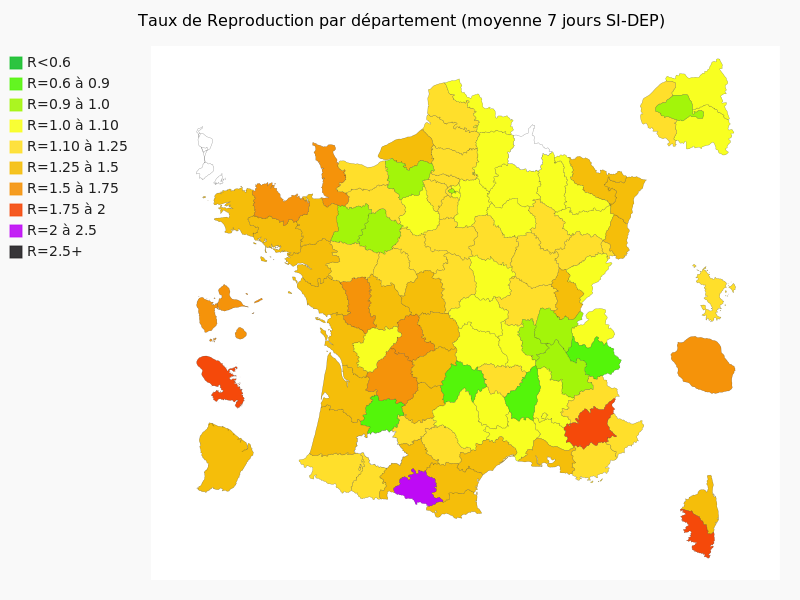 Taux de Reproduction par département (moyenne 7 jours SI-DEP)
R<0.6
R=0.6 à 0.9
R=0.9 à 1.0
R=1.0 à 1.10
R=1.10 à 1.25
R=1.25 à 1.5
R=1.5 à 1.75
R=1.75 à 2
R=2 à 2.5
R=2.5+